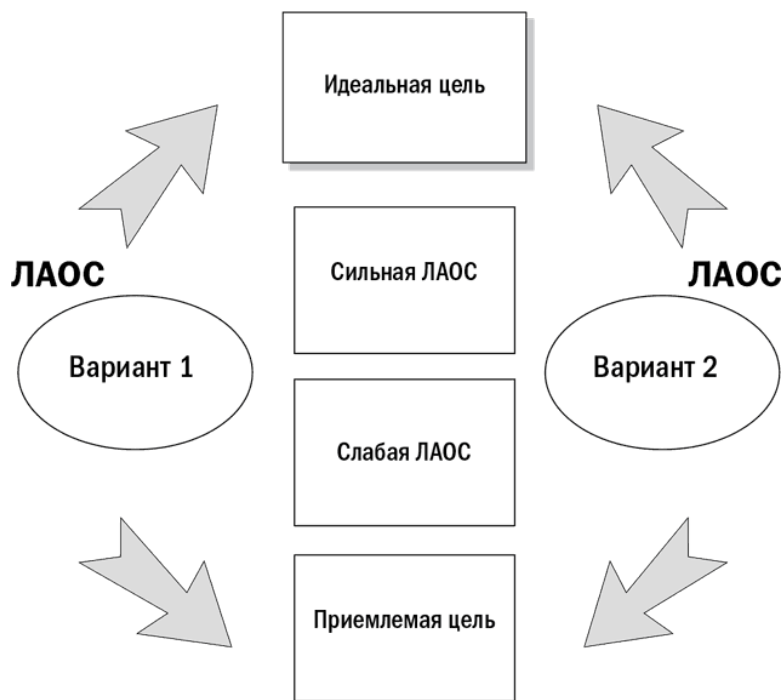 Идеальная цель
Сильная ЛАОС
ЛАОС
ЛАОС
Вариант 1
Вариант 2
Слабая ЛАОС
Приемлемая цель